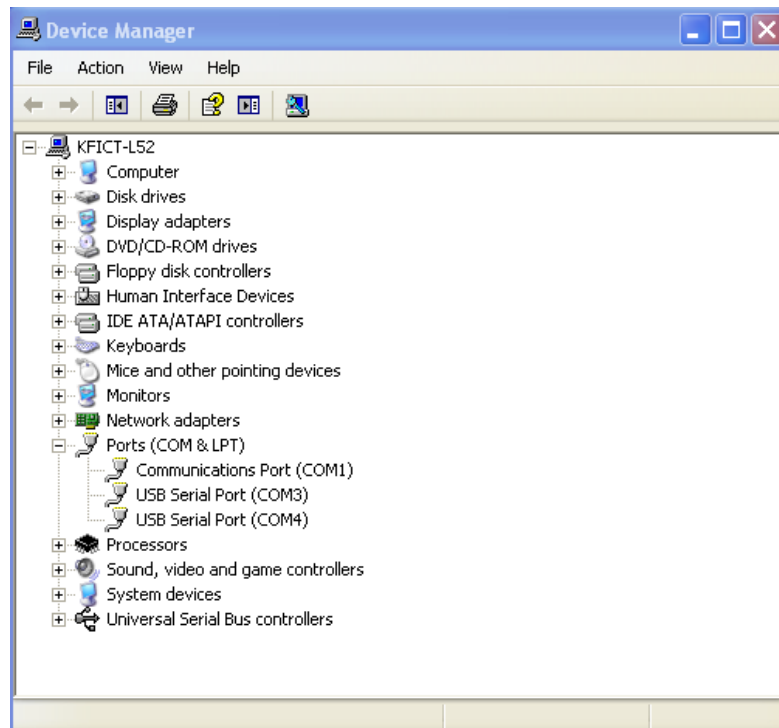 Device Manager
File Action View Help
KFICT-L52
Computer
Disk drives
Display adapters
DVD/CD-ROM drives
Floppy disk controllers
Human Interface Devices
IDE ATA/ATAPI controllers
Keyboards
Mice and other pointing devices
Monitors
Network adapters
Ports (COM & LPT)
Communications Port (COM1)
USB Serial Port (COM3)
USB Serial Port (COM4)
Processors
Sound, video and game controllers
System devices
Universal Serial Bus controllers